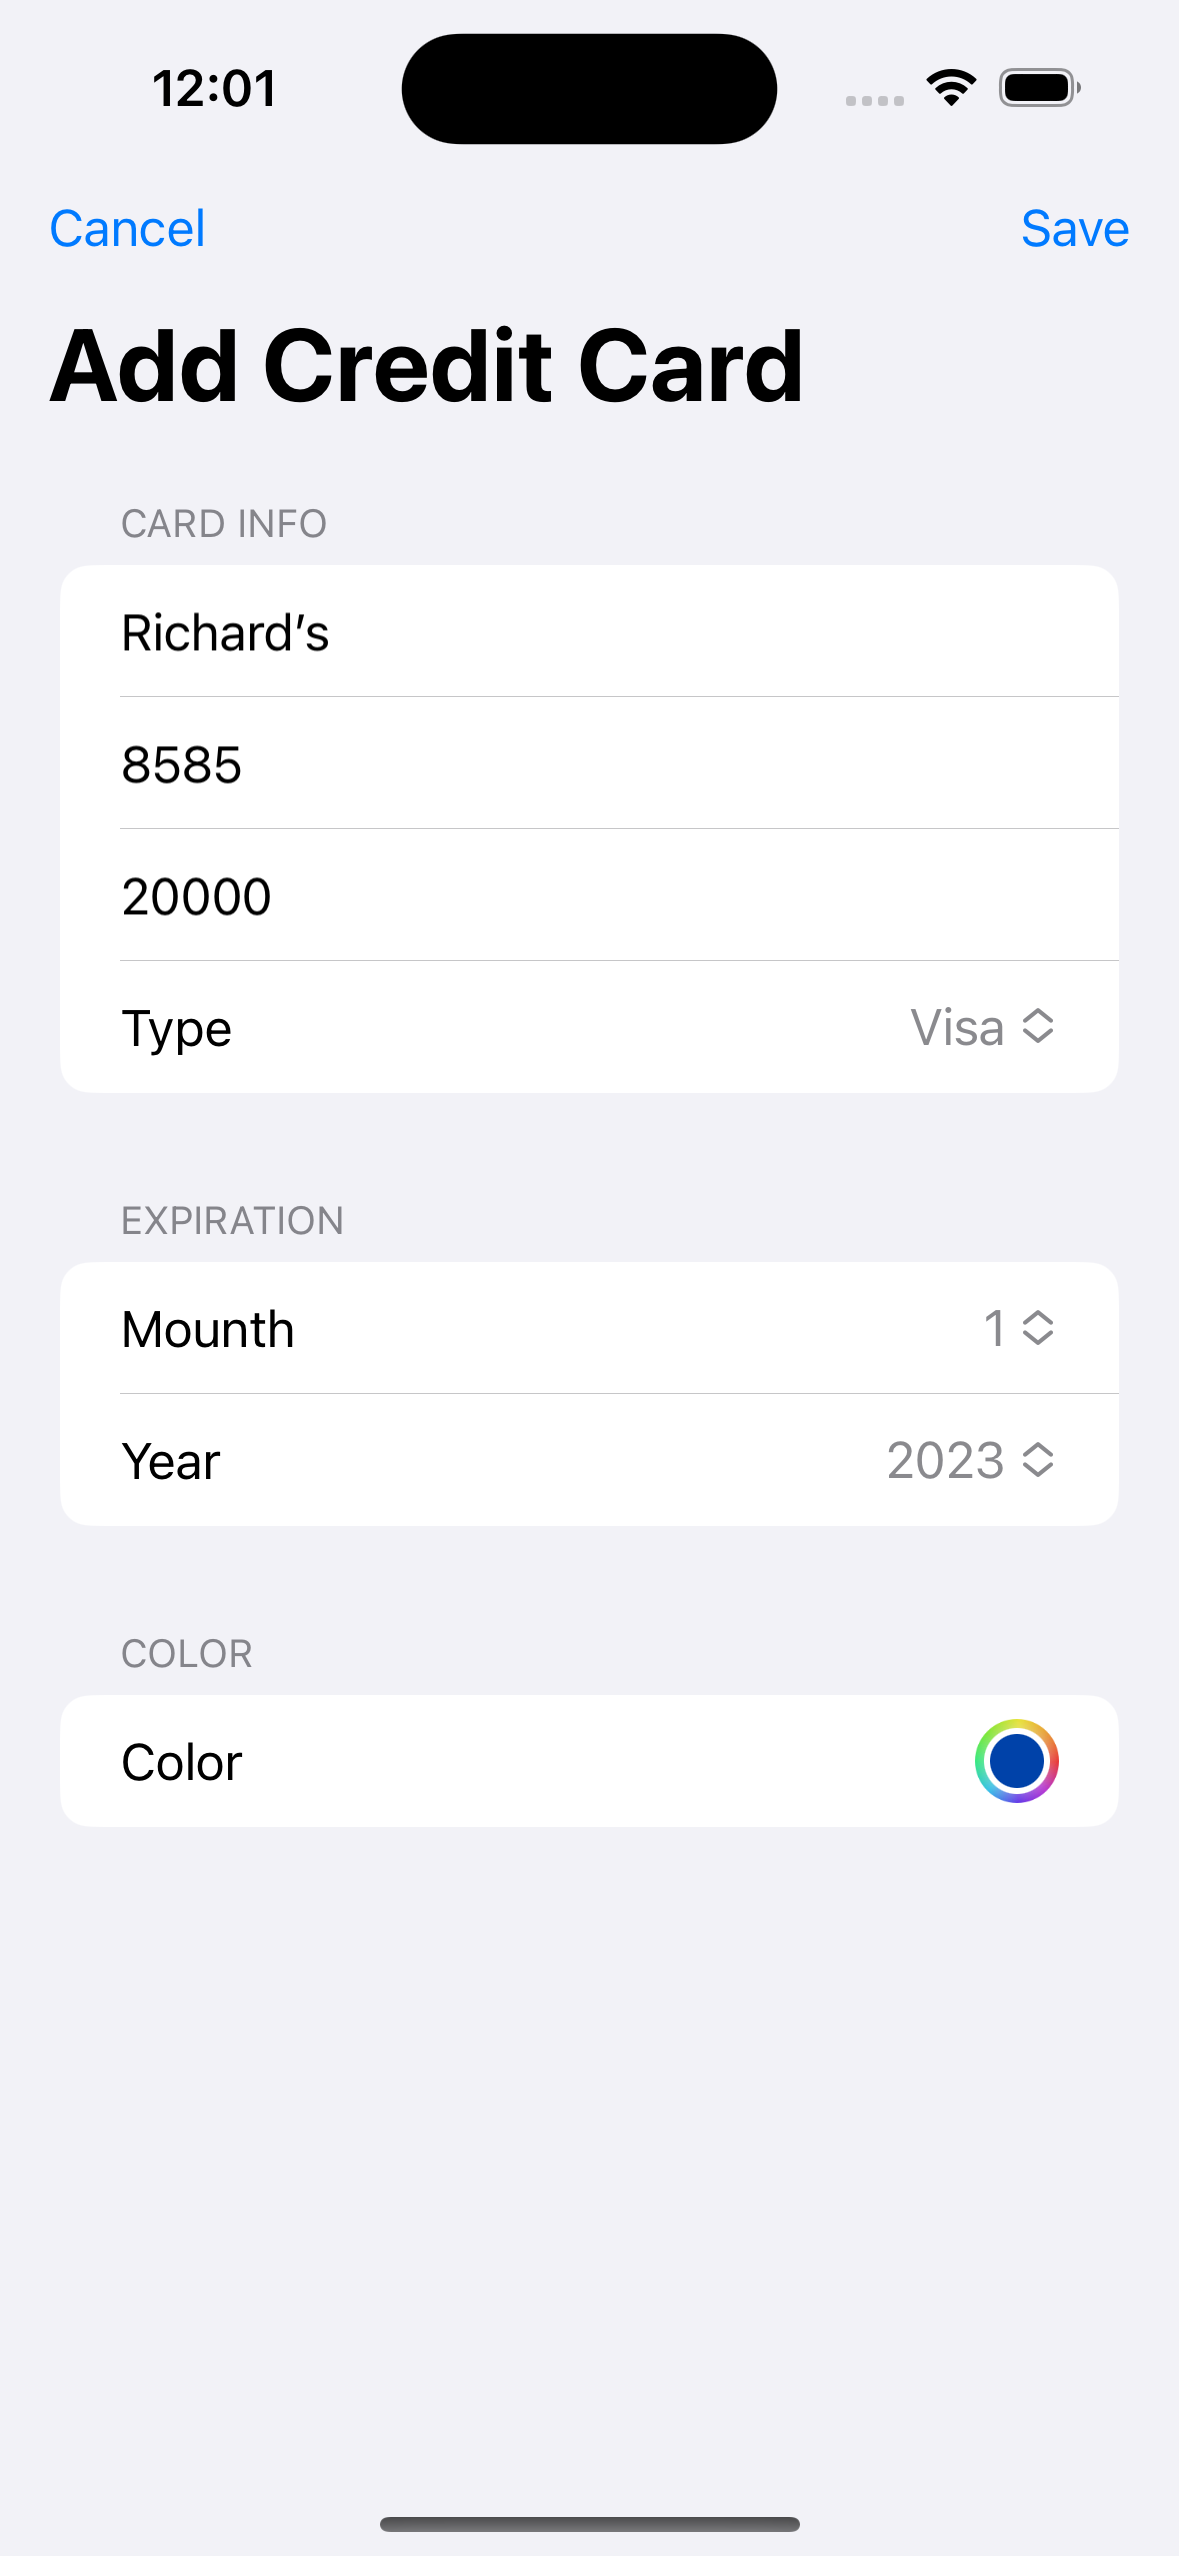 12:01
Cancel Save
Add Credit Card
CARD INFO
Richard’s
8585
20000
Type Visa
EXPIRATION
Mounth 1
Year 2023
COLOR
Color